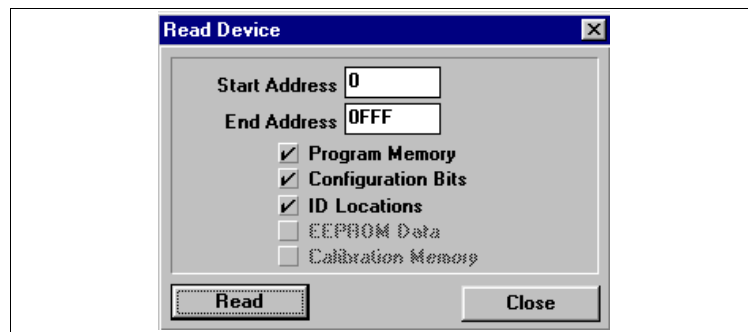 Read Device
Start Address 0
End Address 0FFF
Program Memory
Configuration Bits
ID Locations
EEPROM Data
Calibration Memory
Read Close